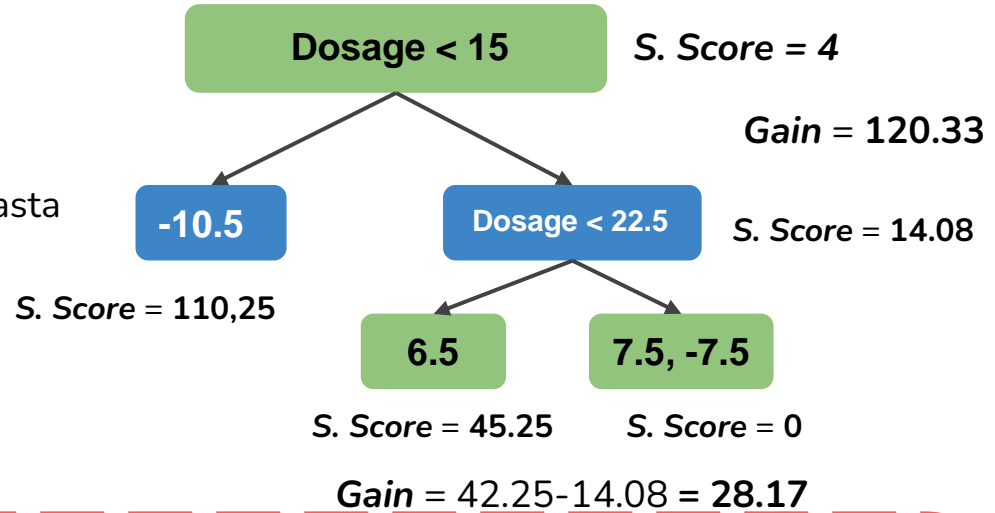 Dosage < 15
S. Score = 4
Gain = 120.33
asta
-10.5
Dosage < 22.5
S. Score = 14.08
S. Score = 110,25
6.5
7.5, -7.5
S. Score = 45.25
S. Score = 0
Gain = 42.25-14.08 = 28.17